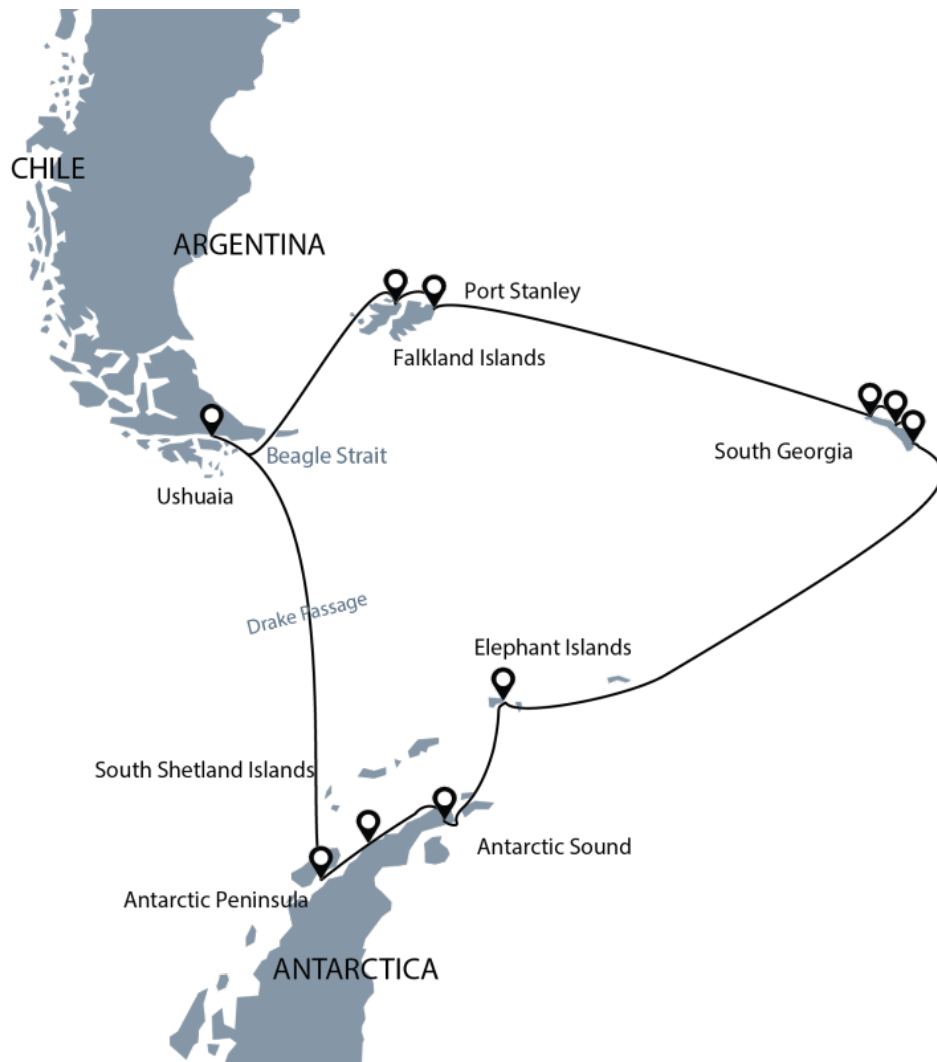 CHILE
ARGENTINA
Port Stanley
Falkland Islands
South Georgia
Beagle Strait
Ushuaia
Drake Passage
Elephant Islands
South Shetland Islands
Antarctic Sound
Antarctic Peninsula
ANTARCTICA